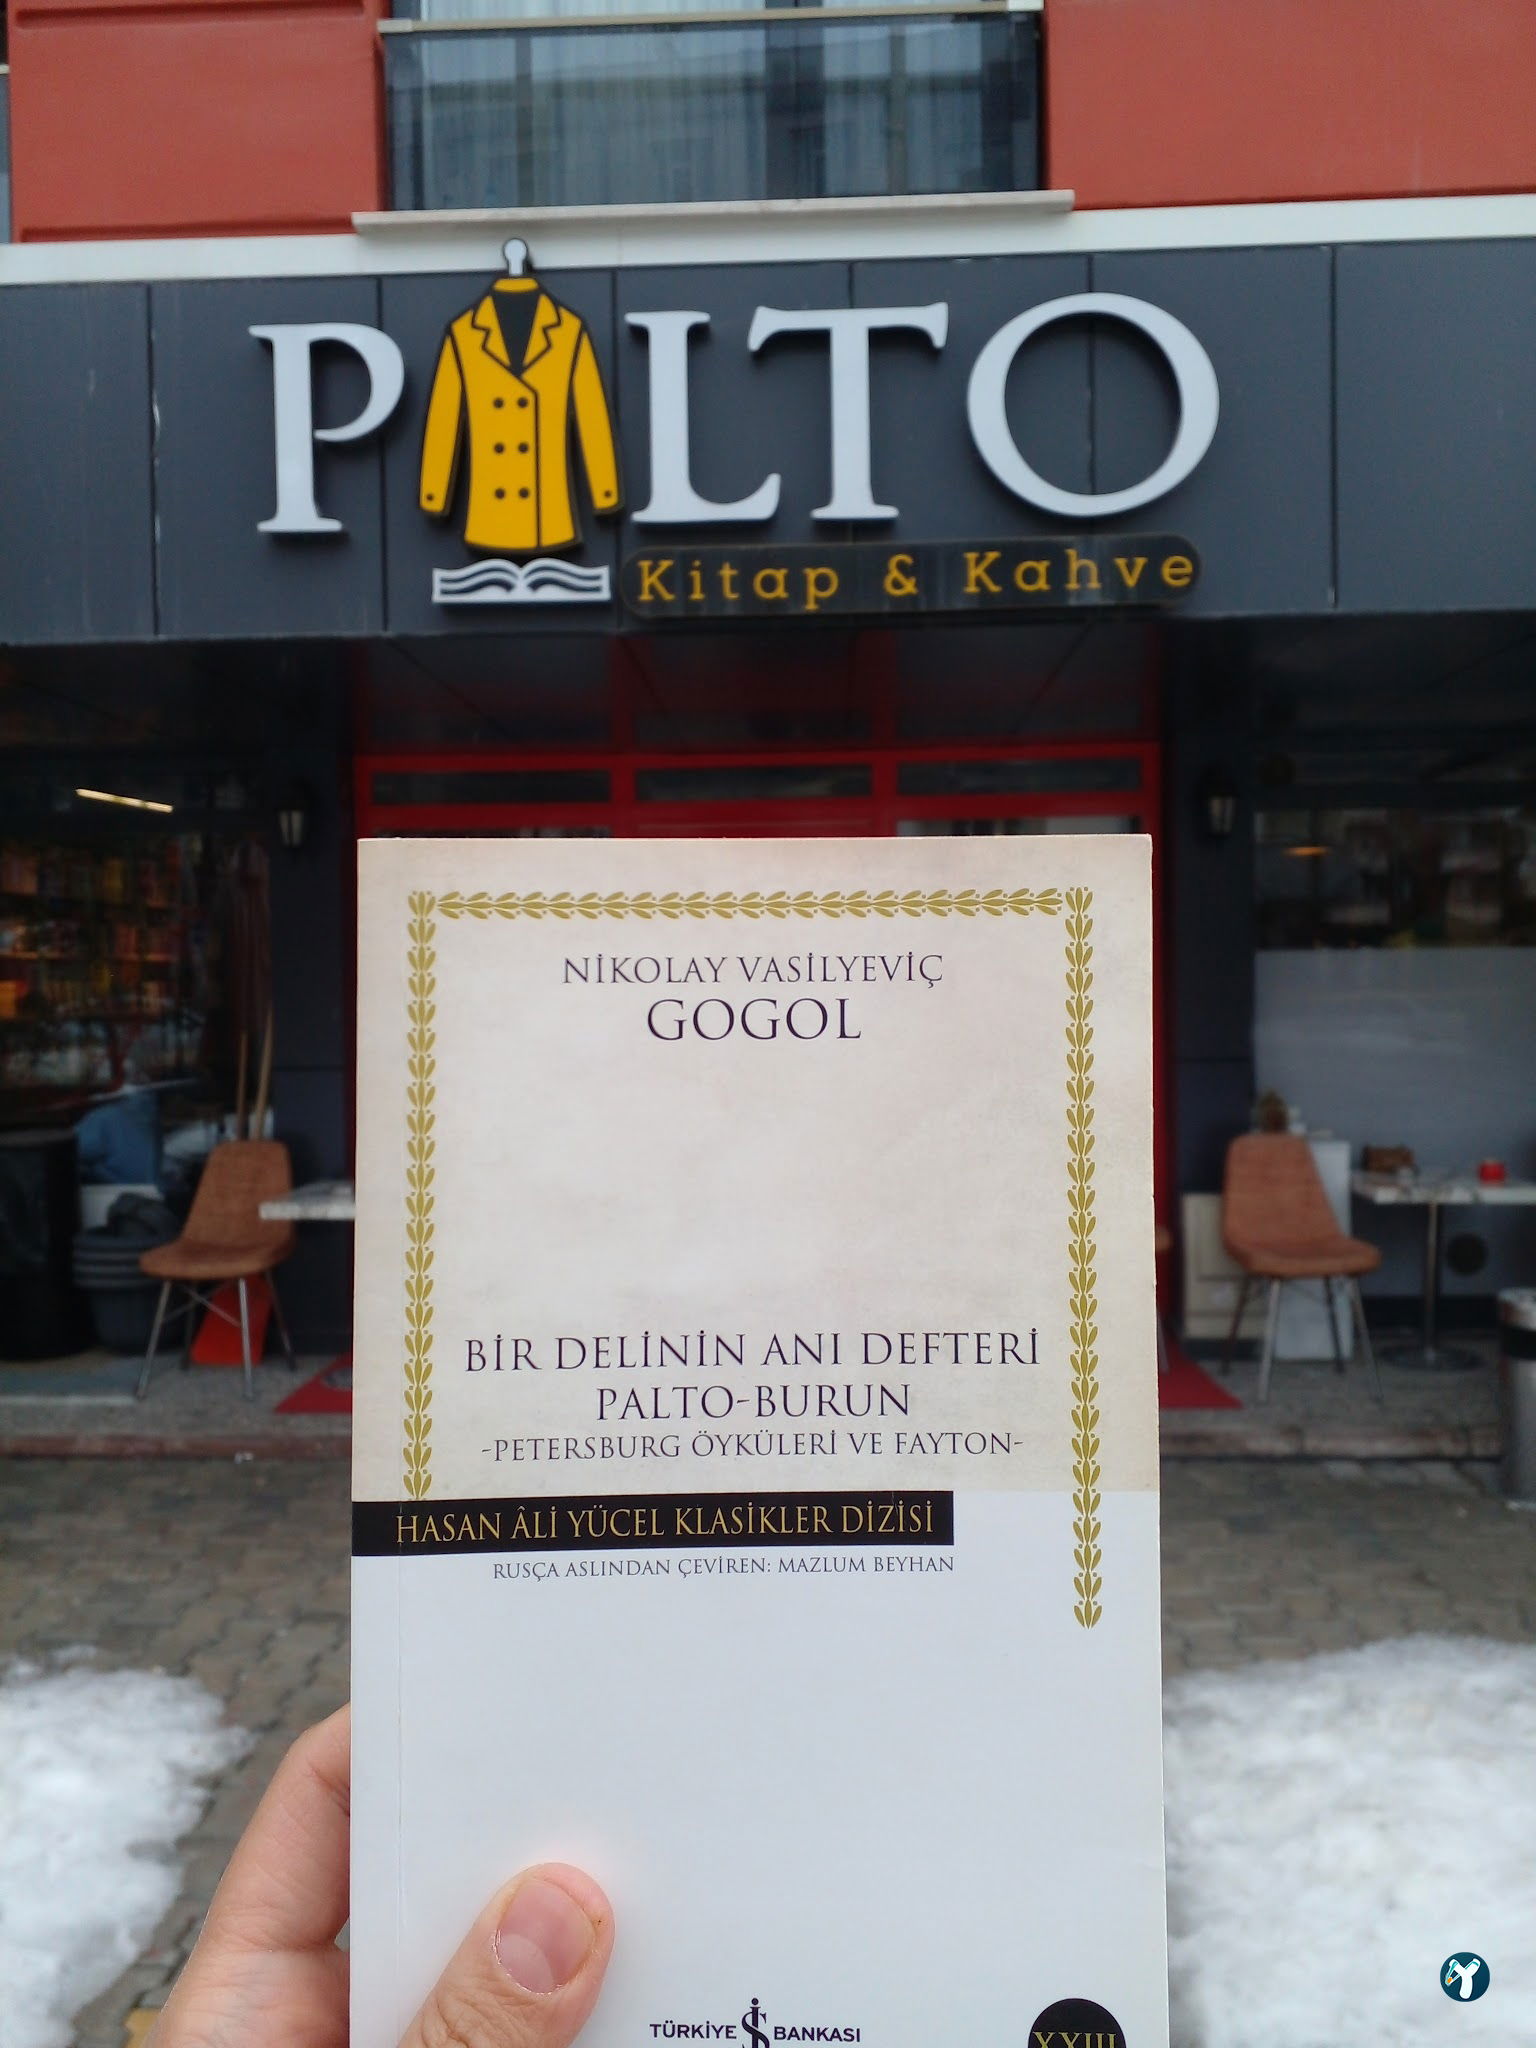 PALTO
Kitap & Kahve
NİKOLAY VASİLYEVİÇ
GOGOL
BİR DELİNİN ANI DEFTERİ
PALTO-BURUN
-PETERSBURG ÖYKÜLERİ VE FAYTON-
HASAN ÂLİ YÜCEL KLASİKLER DİZİSİ
RUSÇA ASLINDAN ÇEVİREN: MAZLUM BEYHAN
TÜRKİYE İŞ BANKASI
XXIII